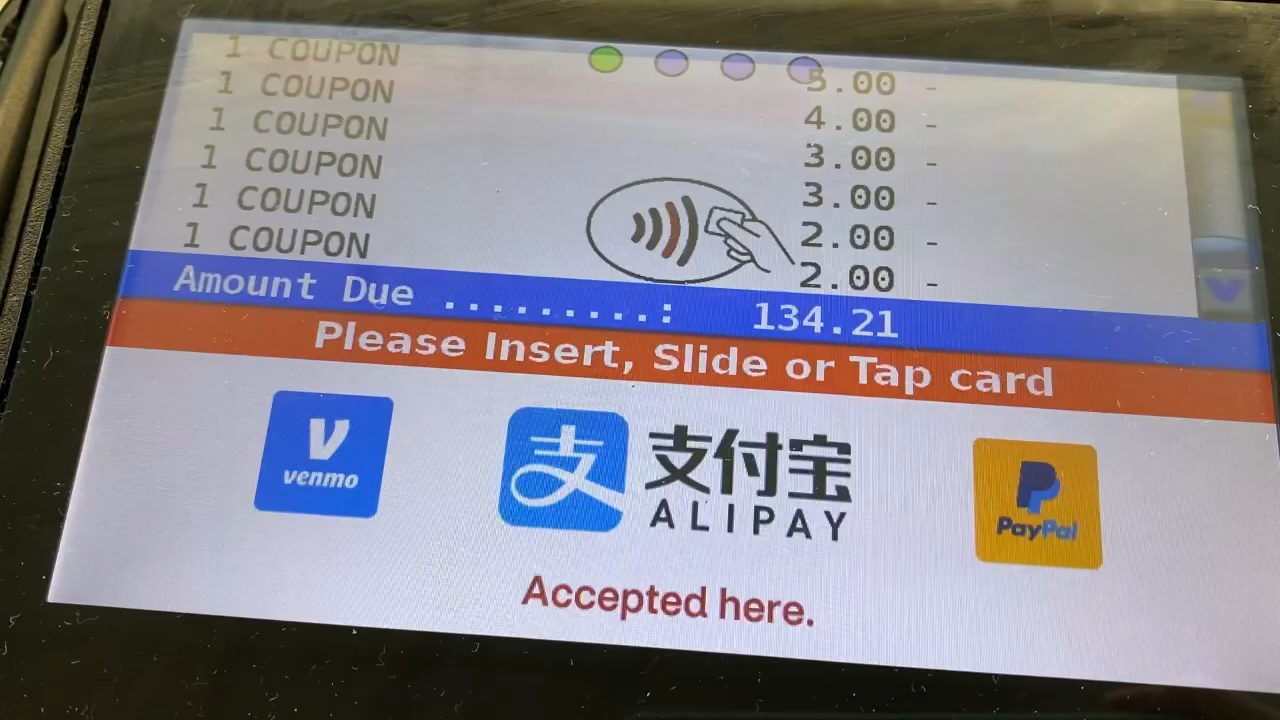 1 COUPON 5.00 -
1 COUPON 4.00 -
1 COUPON 3.00 -
1 COUPON 3.00 -
1 COUPON 2.00 -
1 COUPON 2.00 -
Amount Due .........: 134.21
Please Insert, Slide or Tap card
venmo
支 支付宝
ALIPAY
PayPal
Accepted here.